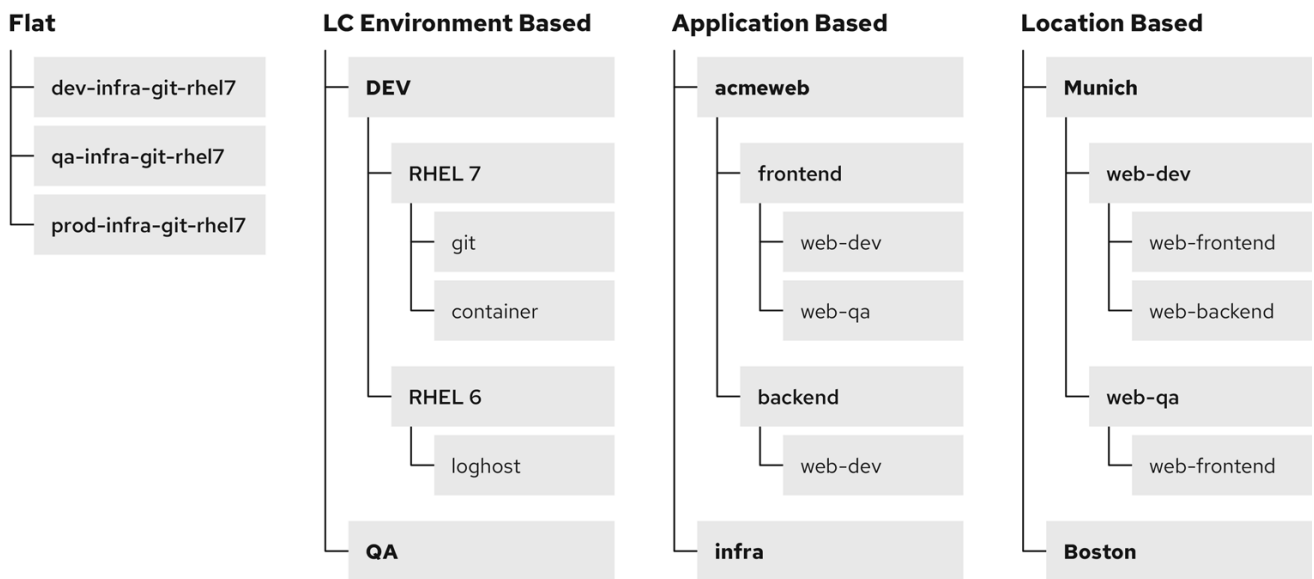 Flat
dev-infra-git-rhel7
qa-infra-git-rhel7
prod-infra-git-rhel7
LC Environment Based
DEV
RHEL 7
git
container
RHEL 6
loghost
QA
Application Based
acmeweb
frontend
web-dev
web-qa
backend
web-dev
infra
Location Based
Munich
web-dev
web-frontend
web-backend
web-qa
web-frontend
Boston